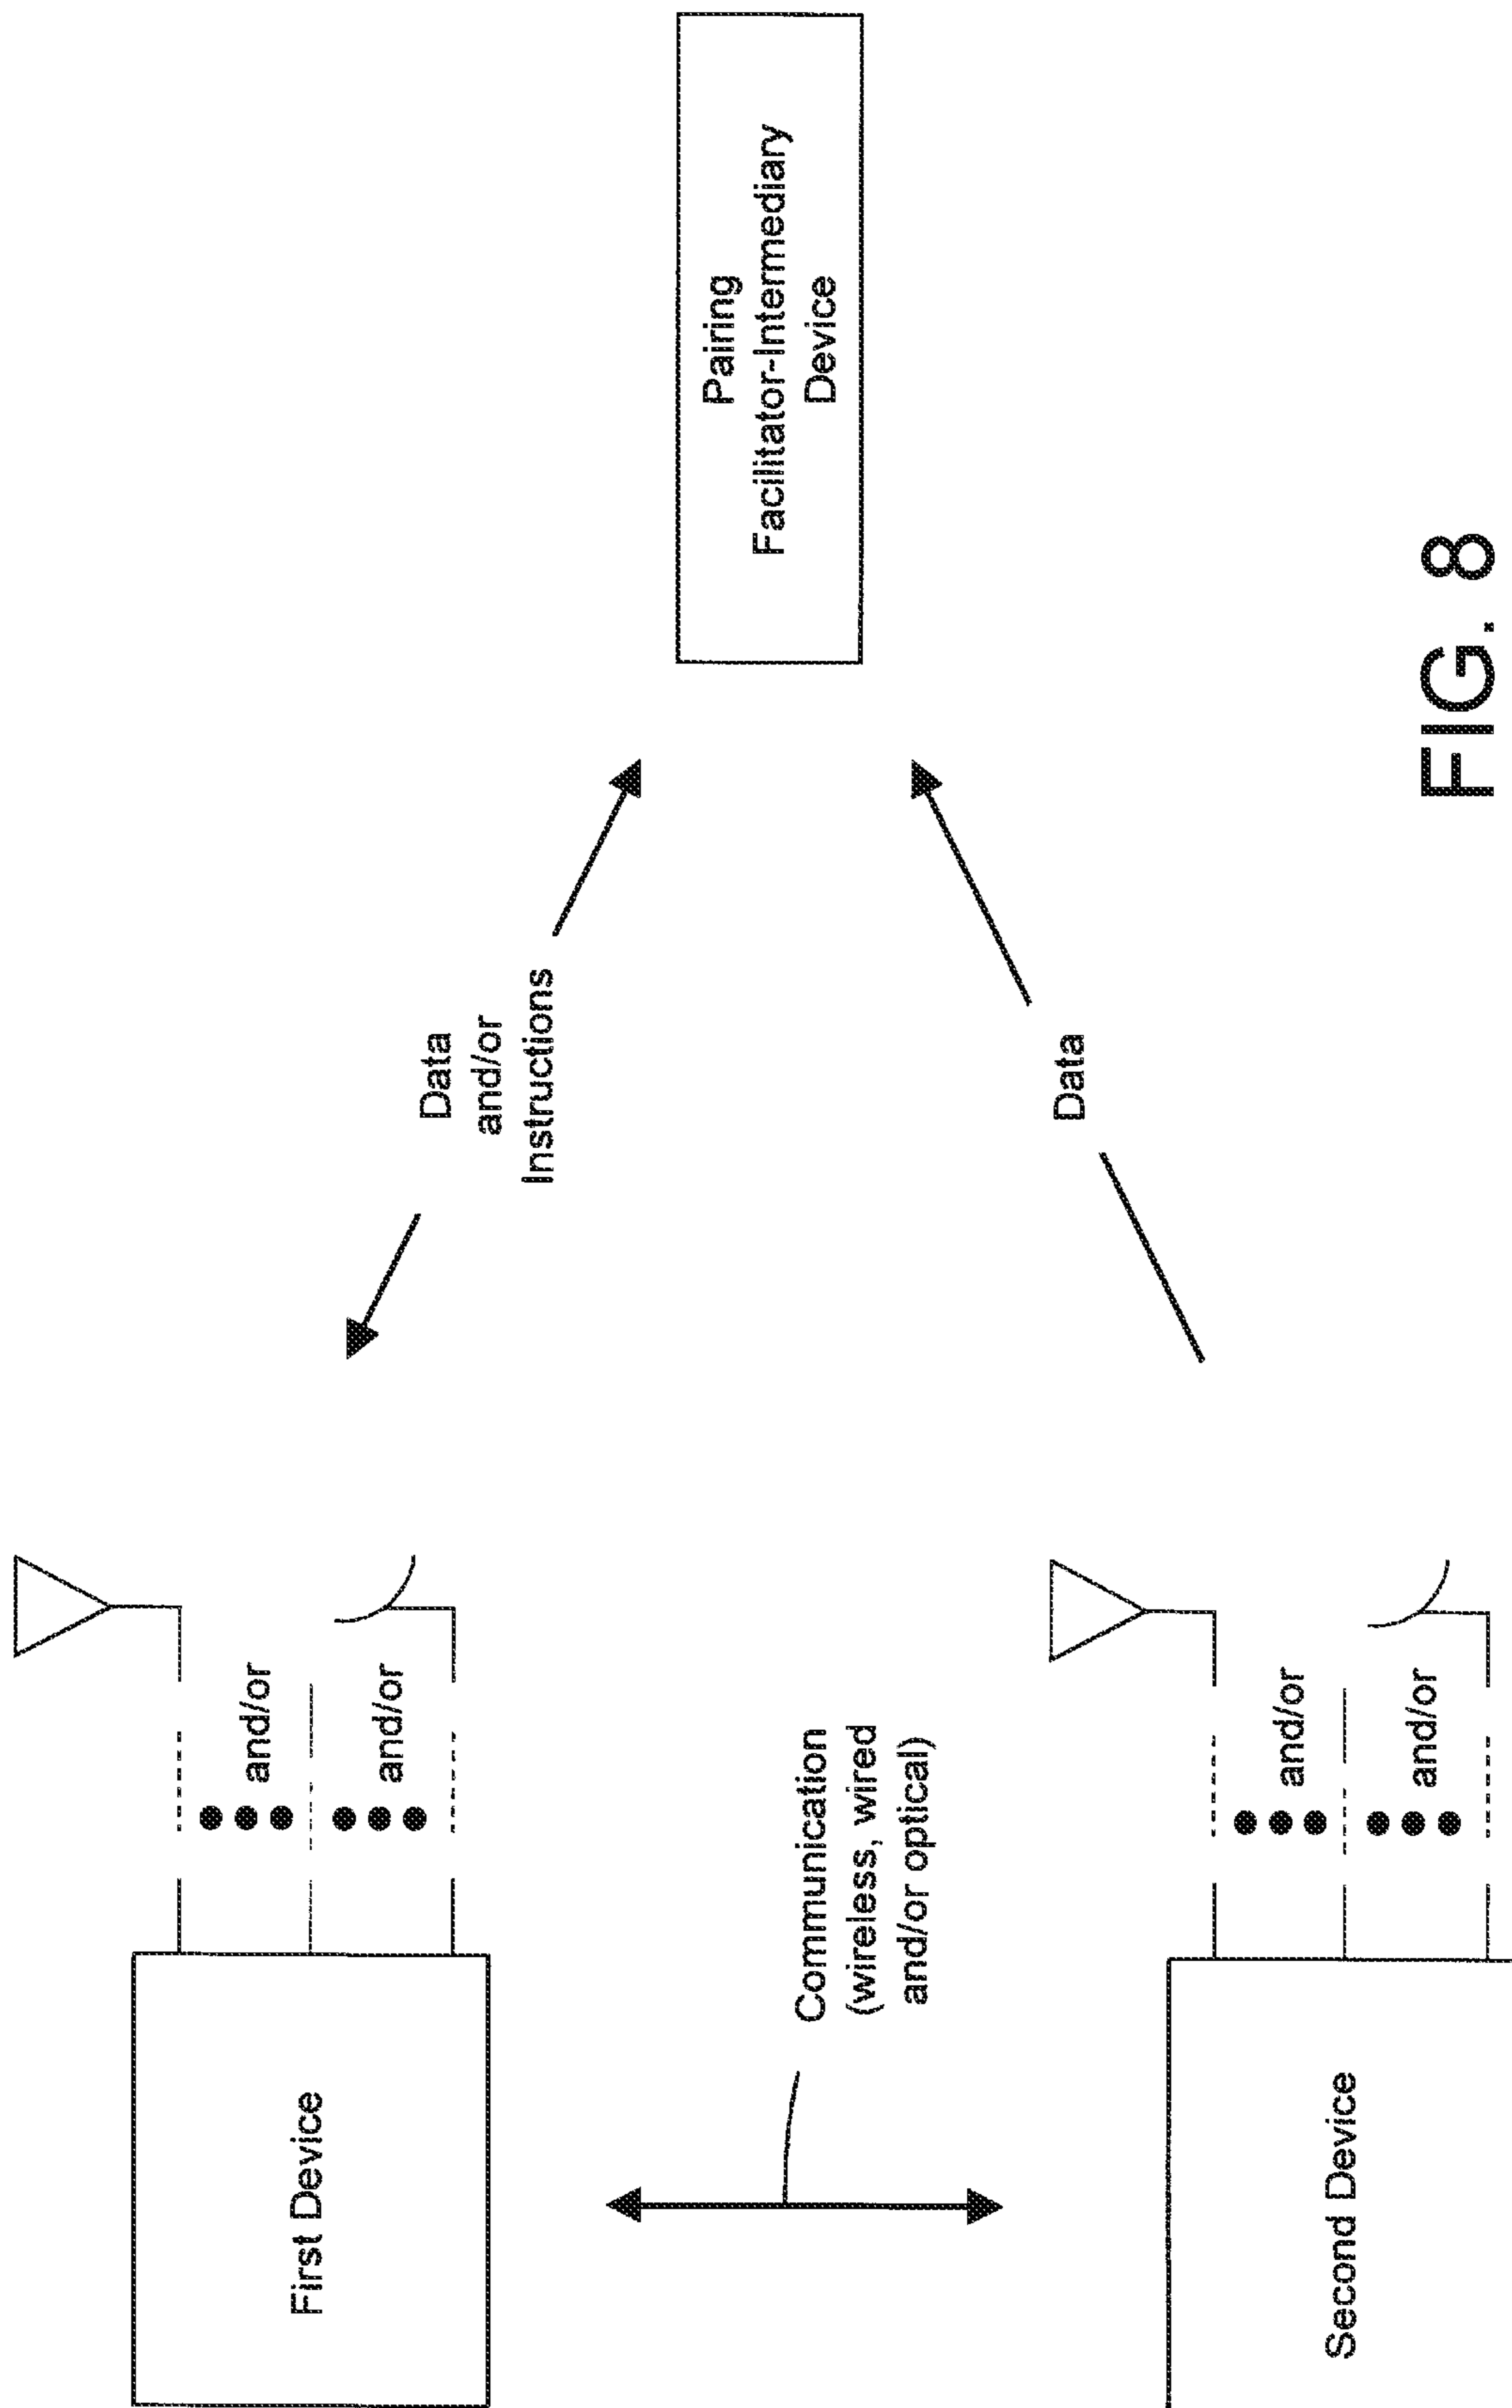 First Device
and/or
and/or
Data
and/or
Instructions
Communication
(wireless, wired
and/or optical)
Pairing
Facilitator-Intermediary
Device
Data
Second Device
and/or
and/or
FIG. 8